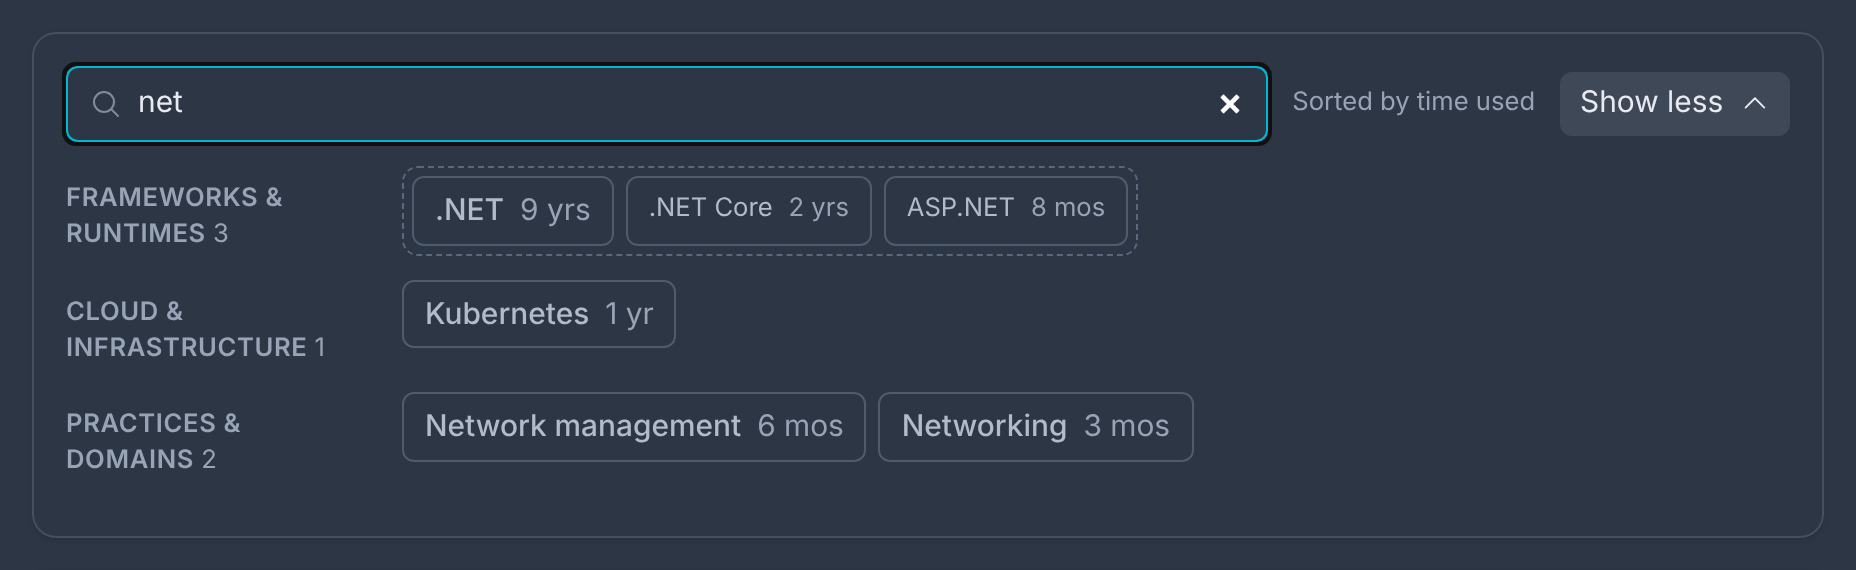 net
Sorted by time used
Show less
FRAMEWORKS &
RUNTIMES 3
.NET 9 yrs
.NET Core 2 yrs
ASP.NET 8 mos
CLOUD &
INFRASTRUCTURE 1
Kubernetes 1 yr
PRACTICES &
DOMAINS 2
Network management 6 mos
Networking 3 mos